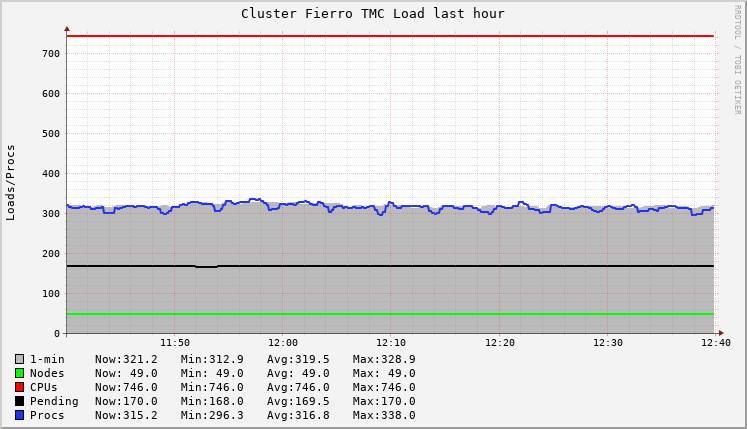 Cluster Fierro TMC Load last hour
RRDTOOL / TOBI OETIKER
Loads/Procs
700
600
500
400
300
200
100
0
11:50 12:00 12:10 12:20 12:30 12:40
1-min Now:321.2 Min:312.9 Avg:319.5 Max:328.9
Nodes Now: 49.0 Min: 49.0 Avg: 49.0 Max: 49.0
CPUs Now:746.0 Min:746.0 Avg:746.0 Max:746.0
Pending Now:170.0 Min:168.0 Avg:169.5 Max:170.0
Procs Now:315.2 Min:296.3 Avg:316.8 Max:338.0